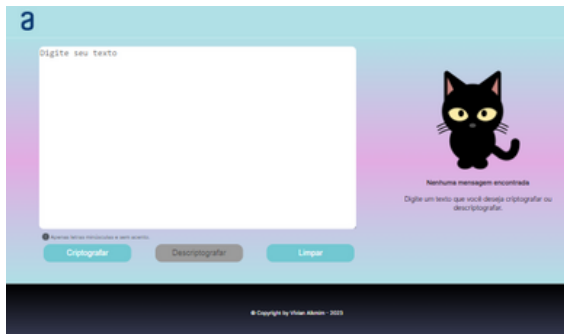 a
Digite seu texto
Nenhuma mensagem encontrada
Digite um texto que você deseja criptografar ou
descriptografar.
Apenas letras minúsculas e sem acento.
Criptografar
Descriptografar
Limpar
© Copyright by Vivian - 2023